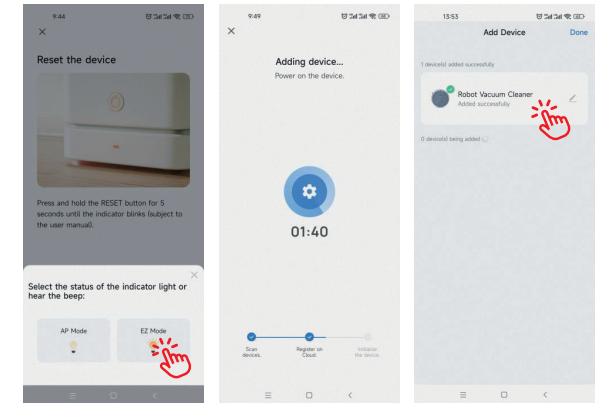 9:44
Reset the device
Press and hold the RESET button for 5
seconds until the indicator blinks (subject to
the user manual).
Select the status of the indicator light or
hear the beep:
AP Mode
EZ Mode
9:49
Adding device...
Power on the device.
01:40
Scan
devices.
Register on
Cloud.
Initialize
the device.
13:53
Add Device
Done
1 device(s) added successfully
Robot Vacuum Cleaner
Added successfully
0 device(s) being added